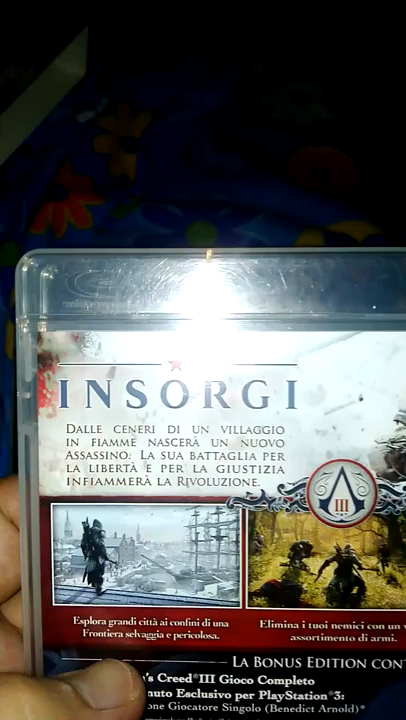 INSORGI
DALLE CENERI DI UN VILLAGGIO
IN FIAMME NASCERÀ UN NUOVO
ASSASSINO. LA SUA BATTAGLIA PER
LA LIBERTÀ E PER LA GIUSTIZIA
INFIAMMERÀ LA RIVOLUZIONE.
III
Esplora grandi città ai confini di una
Frontiera selvaggia e pericolosa.
Elimina i tuoi nemici con un v
assortimento di armi.
LA BONUS EDITION CON
's Creed® III Gioco Completo
nuto Esclusivo per PlayStation®3:
one Giocatore Singolo (Benedict Arnold)*